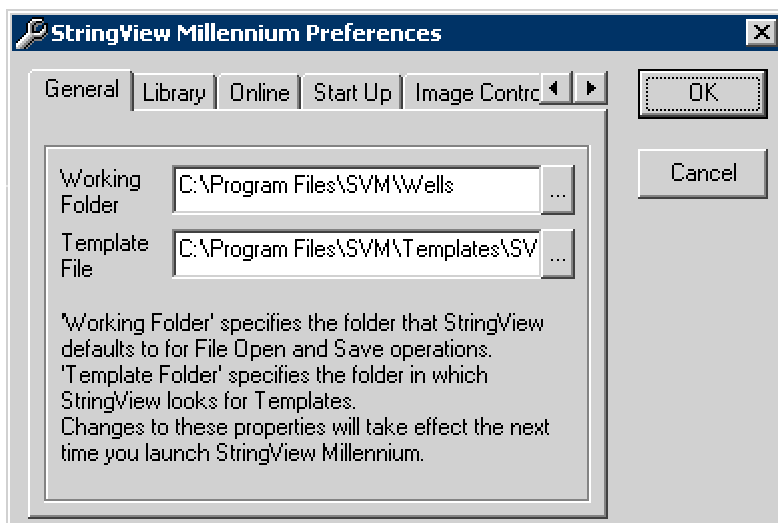 StringView Millennium Preferences
General Library Online Start Up Image Contro
OK
Cancel
Working
Folder
C:\Program Files\SVM\Wells
...
Template
File
C:\Program Files\SVM\Templates\SV
...
'Working Folder' specifies the folder that StringView
defaults to for File Open and Save operations.
'Template Folder' specifies the folder in which
StringView looks for Templates.
Changes to these properties will take effect the next
time you launch StringView Millennium.